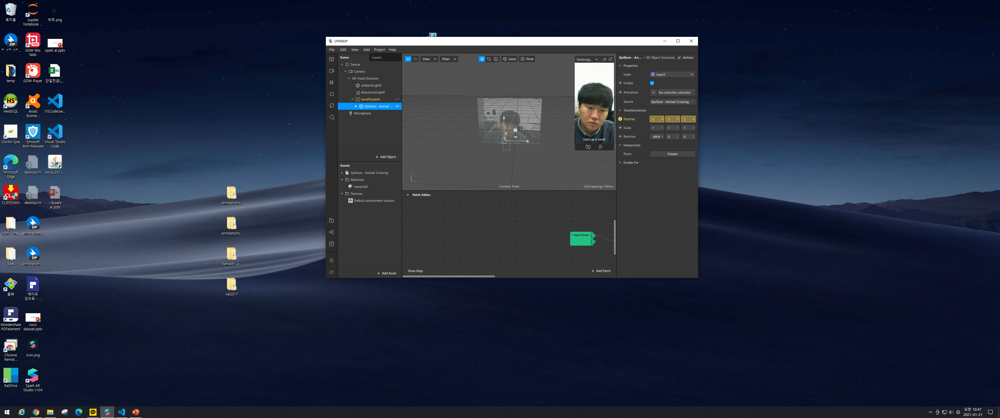 휴지통
Jupyter
Notebook ...
하트.png
ZIP
GOM Mix
Web
WEB
spark ar.pptx
temp
GOM Player
단일전공(_...
HS
HeidiSQL
Avast
Busine...
VSCodeUse...
Doctor Eyes
Emsisoft
Anti-Malware
Visual Studio
Code
Microsoft
Edge
desktop.ini
jre-8u281-...
CL
CLIPDOWN
desktop.ini
~$spark
ar.pptx
.ipynb_che...
ZIP
annotations...
Baek
ZIP
annotations...
꿀뷰
에이모
검수표 - ...
Wondershare
PDFelement
coco
dataset.pptx
Chrome
Remot...
icon.png
RaiDrive
Spark AR
Studio v104
annotations...
annotations...
panoptic_a...
val2017
Untitled*
File Edit View Add Project Help
Scene Layers
Device
Camera
Focal Distance
ambientLight0
directionalLight0
handTracker0
Quillson - Animal ...
Microphone
+ Add Object
Assets
Quillson - Animal Crossing
Materials
material0
Textures
Default environment texture
+ Add Asset
3D 2D View Filter Local Pivot
Samsung...
Hold up a hand!
Camera: Front
Grid spacing: 100cm
Patch Editor
Hand Finder
Show Map
+ Add Patch
Quillson - An... – 3D Object (Instance) Actions
Properties
Layer layer0
Visible
Animation No controller selected
Source Quillson - Animal Crossing
Transformations
Position 0 X 0 Y 0 Z
Scale 1 X 1 Y 1 Z
Rotation -89.9 X 0 Y 0 Z
Interactions
Patch Create
Enable For
TALK
오전 10:47
2021-01-21